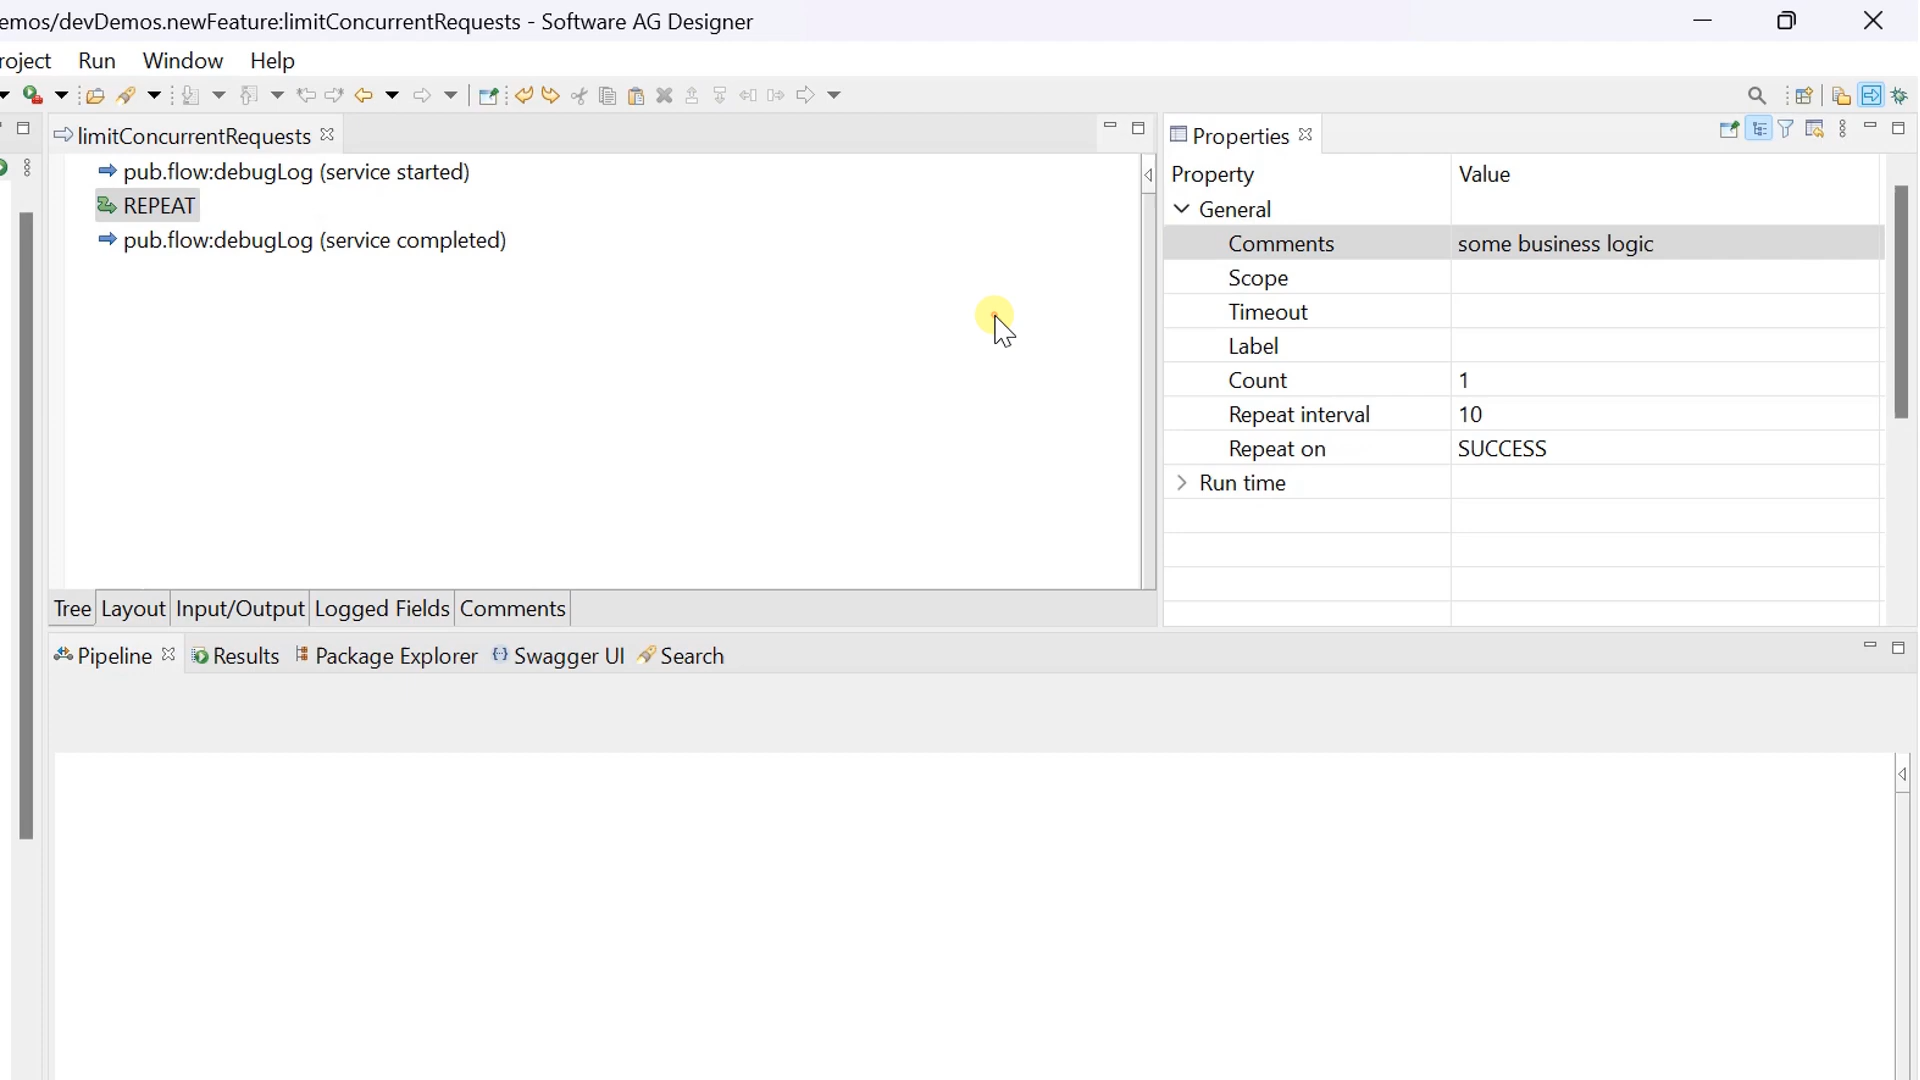 emos/devDemos.newFeature:limitConcurrentRequests - Software AG Designer
roject Run Window Help
limitConcurrentRequests
pub.flow:debugLog (service started)
REPEAT
pub.flow:debugLog (service completed)
Tree Layout Input/Output Logged Fields Comments
Properties
Property Value
General
Comments some business logic
Scope
Timeout
Label
Count 1
Repeat interval 10
Repeat on SUCCESS
Run time
Pipeline Results Package Explorer Swagger UI Search